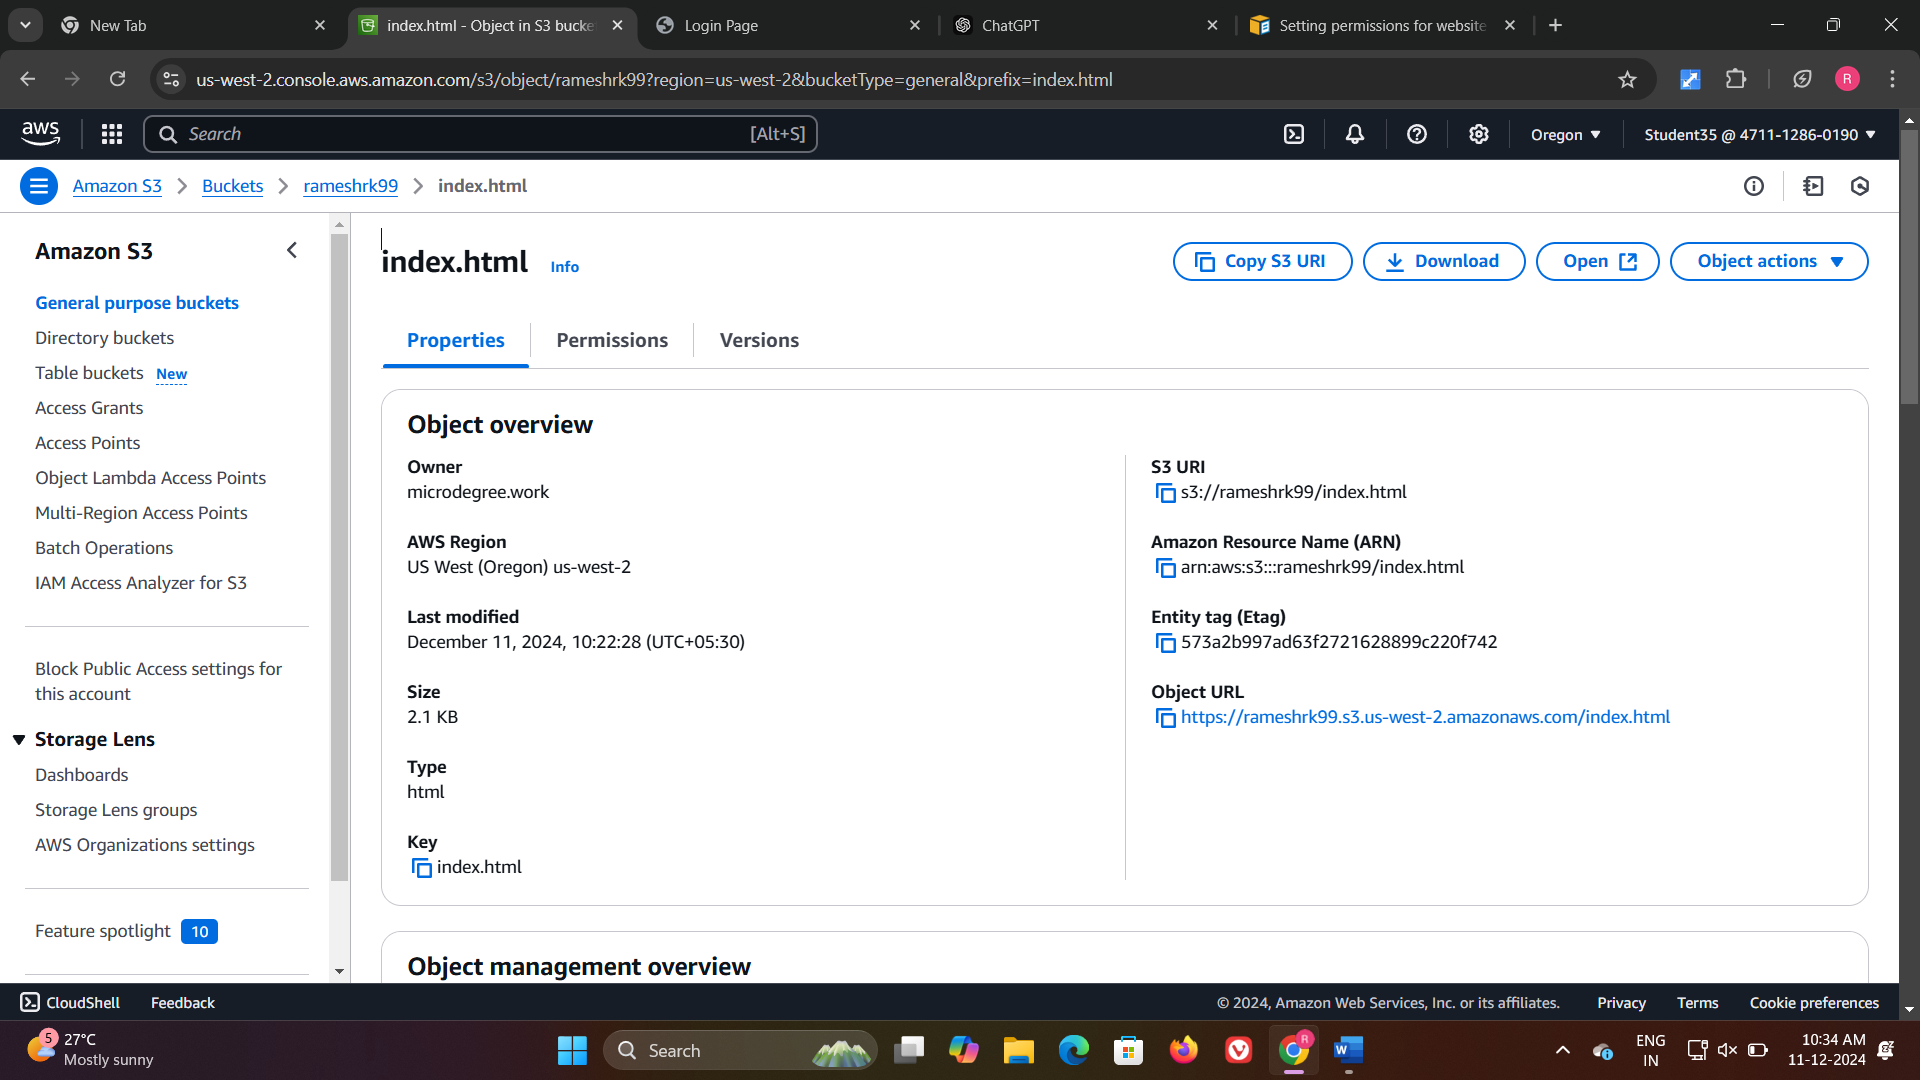 New Tab
index.html - Object in S3 bucke
Login Page
ChatGPT
Setting permissions for website
us-west-2.console.aws.amazon.com/s3/object/rameshrk99?region=us-west-2&bucketType=general&prefix=index.html
R
aws
Search
[Alt+S]
Oregon
Student35 @ 4711-1286-0190
Amazon S3
Buckets
rameshrk99
index.html
Amazon S3
General purpose buckets
Directory buckets
Table buckets New
Access Grants
Access Points
Object Lambda Access Points
Multi-Region Access Points
Batch Operations
IAM Access Analyzer for S3
Block Public Access settings for
this account
Storage Lens
Dashboards
Storage Lens groups
AWS Organizations settings
Feature spotlight 10
index.html Info
Copy S3 URI
Download
Open
Object actions
Properties
Permissions
Versions
Object overview
Owner
microdegree.work
AWS Region
US West (Oregon) us-west-2
Last modified
December 11, 2024, 10:22:28 (UTC+05:30)
Size
2.1 KB
Type
html
Key
index.html
S3 URI
s3://rameshrk99/index.html
Amazon Resource Name (ARN)
arn:aws:s3:::rameshrk99/index.html
Entity tag (Etag)
573a2b997ad63f2721628899c220f742
Object URL
https://rameshrk99.s3.us-west-2.amazonaws.com/index.html
Object management overview
CloudShell
Feedback
© 2024, Amazon Web Services, Inc. or its affiliates.
Privacy
Terms
Cookie preferences
5
27°C
Mostly sunny
Search
R
W
ENG
IN
10:34 AM
11-12-2024